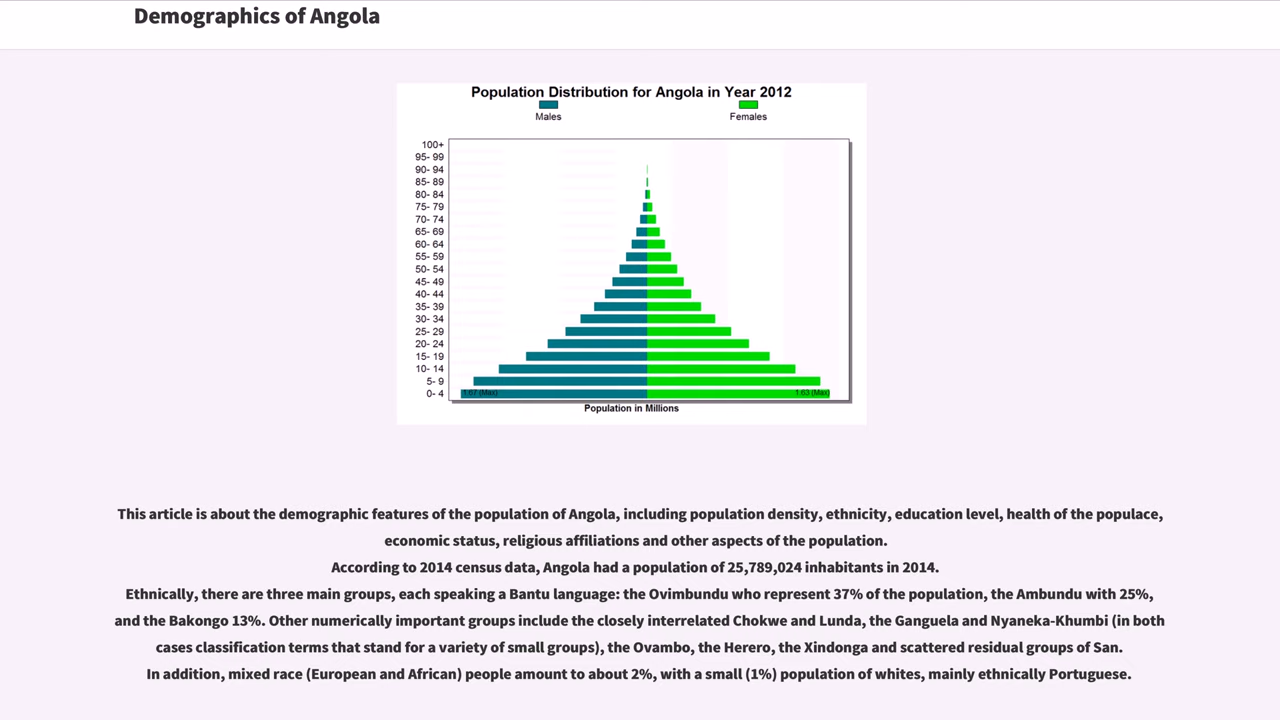 Demographics of Angola
Population Distribution for Angola in Year 2012
Males
Females
100+
95- 99
90- 94
85- 89
80- 84
75- 79
70- 74
65- 69
60- 64
55- 59
50- 54
45- 49
40- 44
35- 39
30- 34
25- 29
20- 24
15- 19
10- 14
5- 9
0- 4
1.67 (Max)
1.63 (Max)
Population in Millions
This article is about the demographic features of the population of Angola, including population density, ethnicity, education level, health of the populace,
economic status, religious affiliations and other aspects of the population.
According to 2014 census data, Angola had a population of 25,789,024 inhabitants in 2014.
Ethnically, there are three main groups, each speaking a Bantu language: the Ovimbundu who represent 37% of the population, the Ambundu with 25%,
and the Bakongo 13%. Other numerically important groups include the closely interrelated Chokwe and Lunda, the Ganguela and Nyaneka-Khumbi (in both
cases classification terms that stand for a variety of small groups), the Ovambo, the Herero, the Xindonga and scattered residual groups of San.
In addition, mixed race (European and African) people amount to about 2%, with a small (1%) population of whites, mainly ethnically Portuguese.